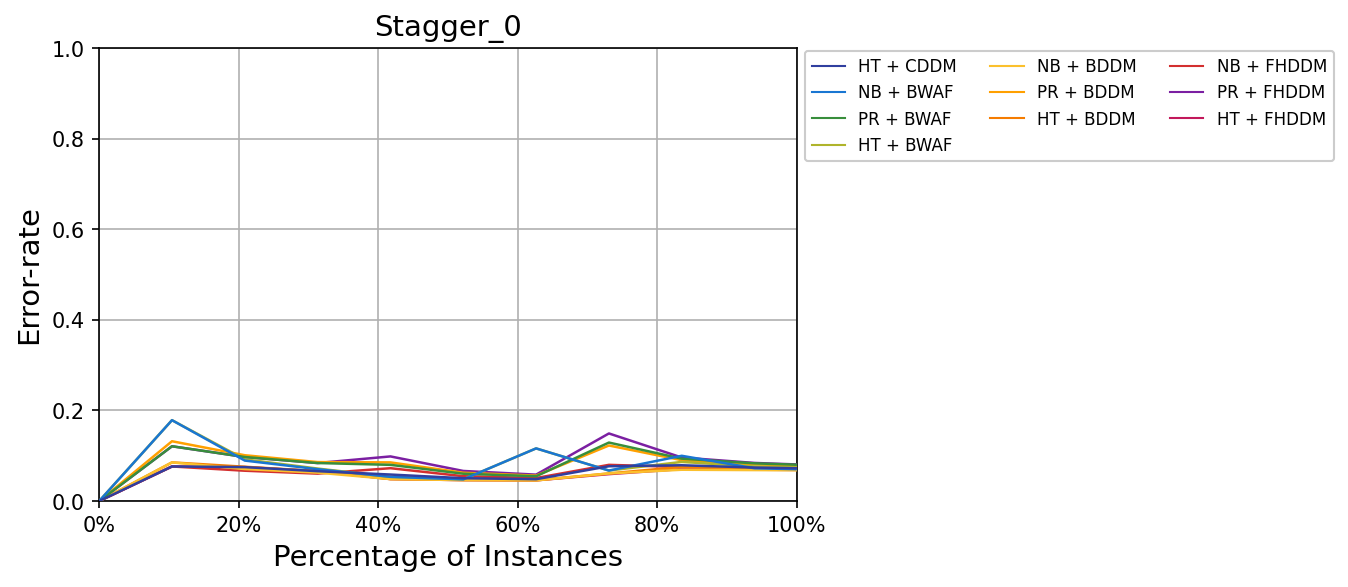 Stagger_0
1.0
0.8
0.6
0.4
0.2
0.0
Error-rate
0% 20% 40% 60% 80% 100%
Percentage of Instances
HT + CDDM
NB + BWAF
PR + BWAF
HT + BWAF
NB + BDDM
PR + BDDM
HT + BDDM
NB + FHDDM
PR + FHDDM
HT + FHDDM